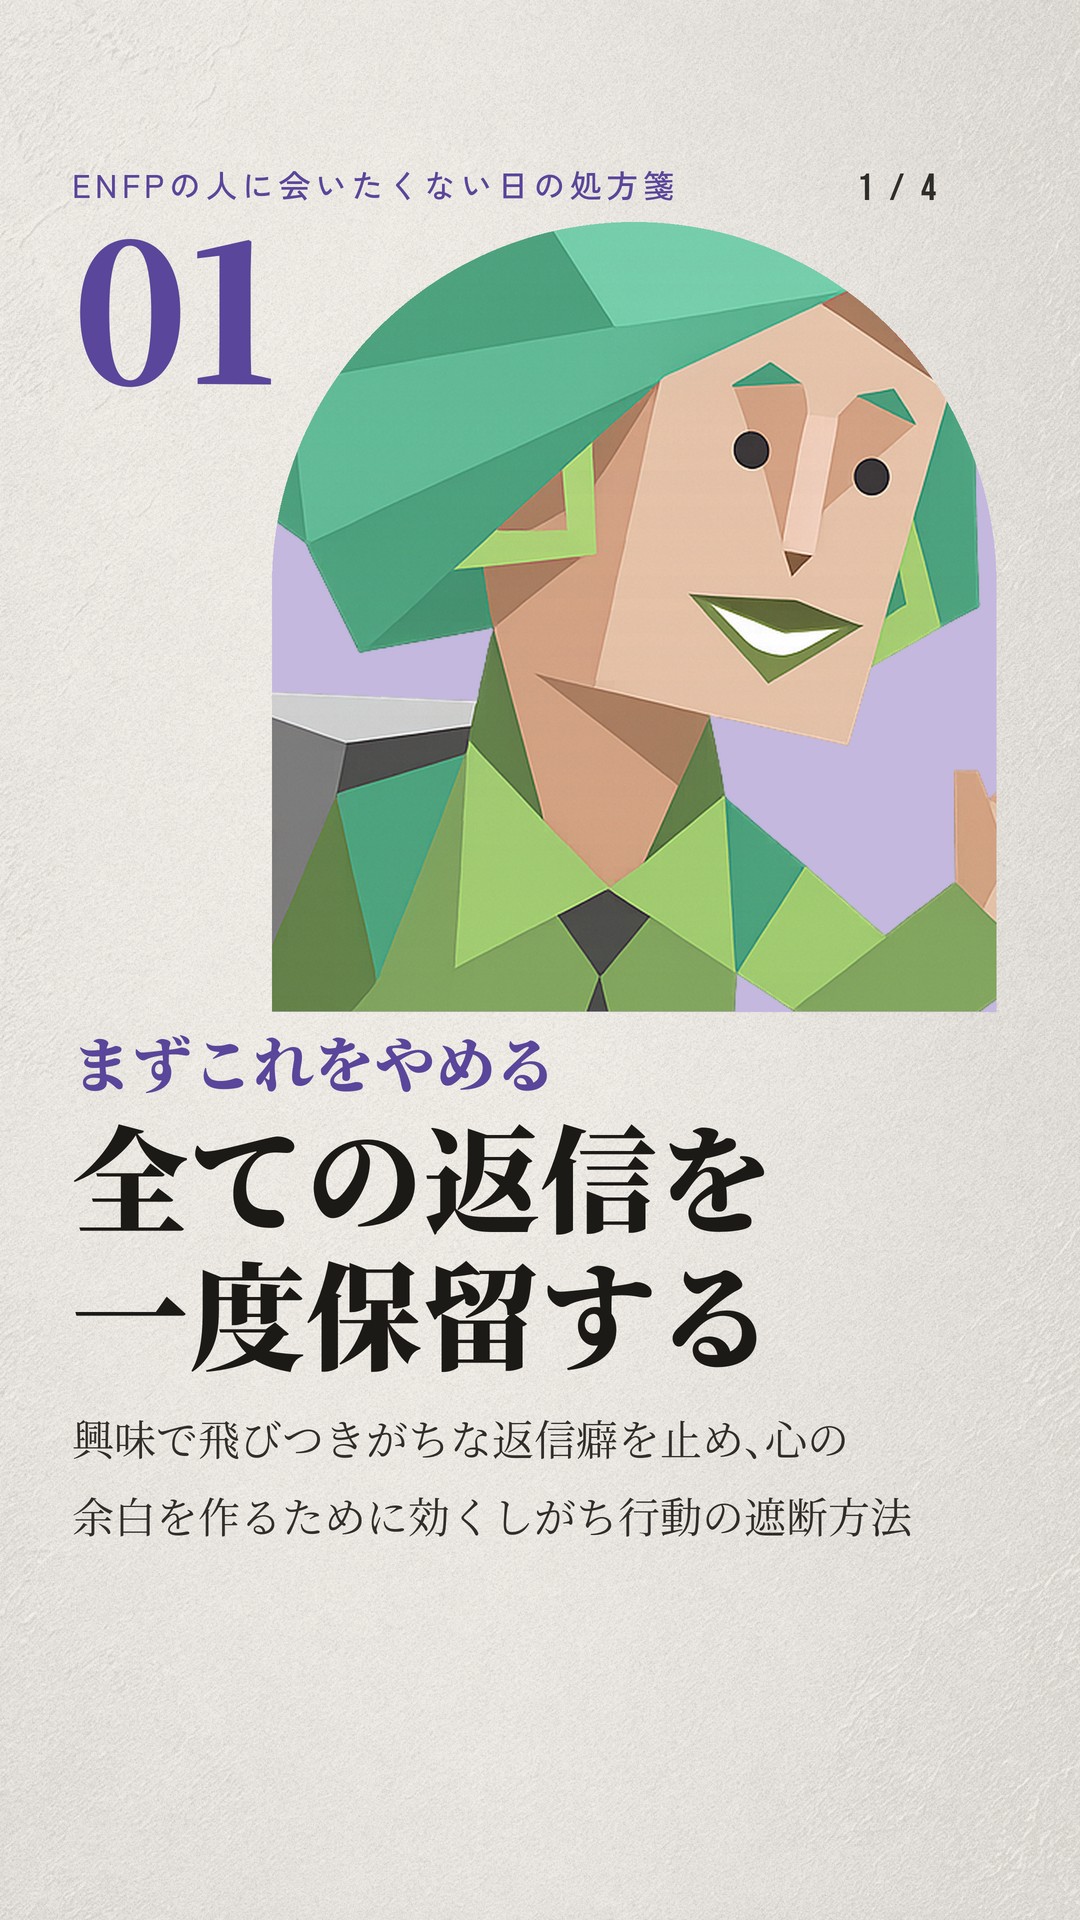 ENFPの人に会いたくない日の処方箋
1 / 4
01
まずこれをやめる
全ての返信を
一度保留する
興味で飛びつきがちな返信癖を止め、心の
余白を作るために効くしがち行動の遮断方法